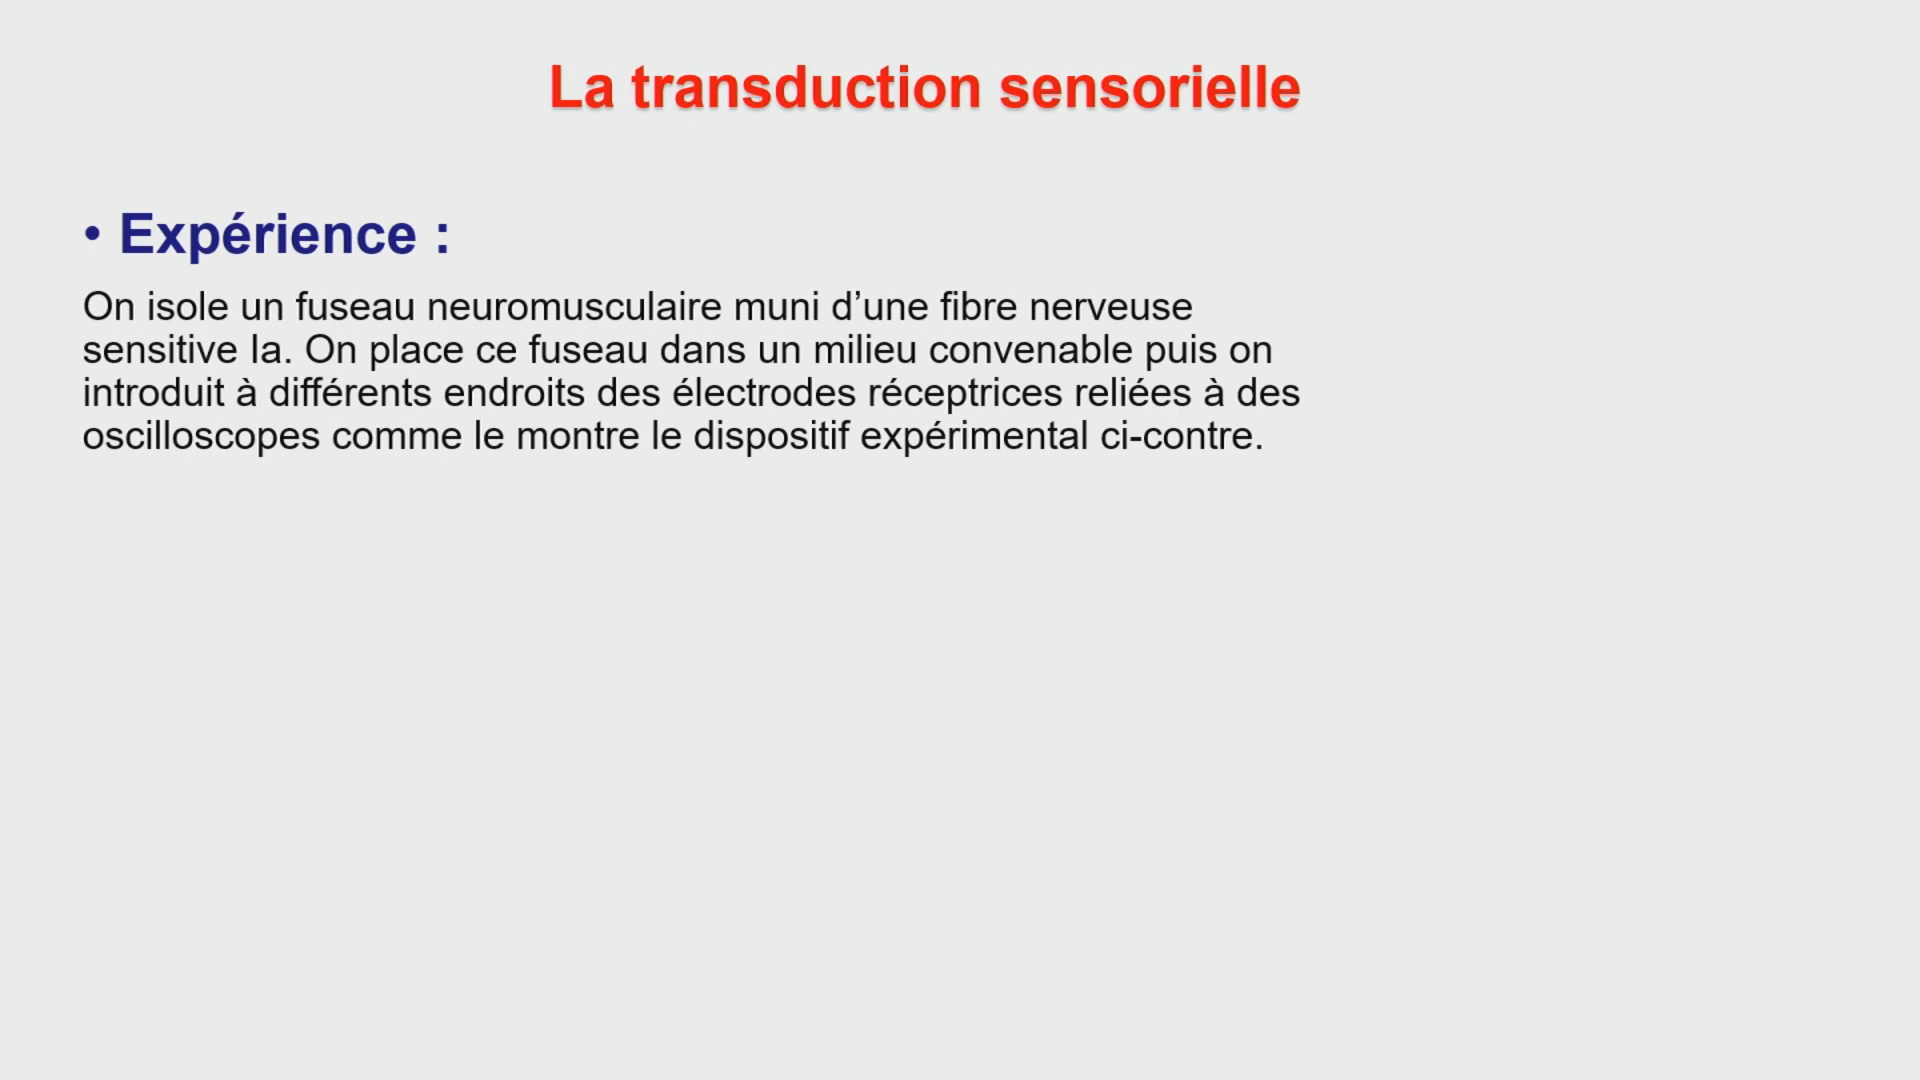 La transduction sensorielle
• Expérience :
On isole un fuseau neuromusculaire muni d’une fibre nerveuse
sensitive Ia. On place ce fuseau dans un milieu convenable puis on
introduit à différents endroits des électrodes réceptrices reliées à des
oscilloscopes comme le montre le dispositif expérimental ci-contre.